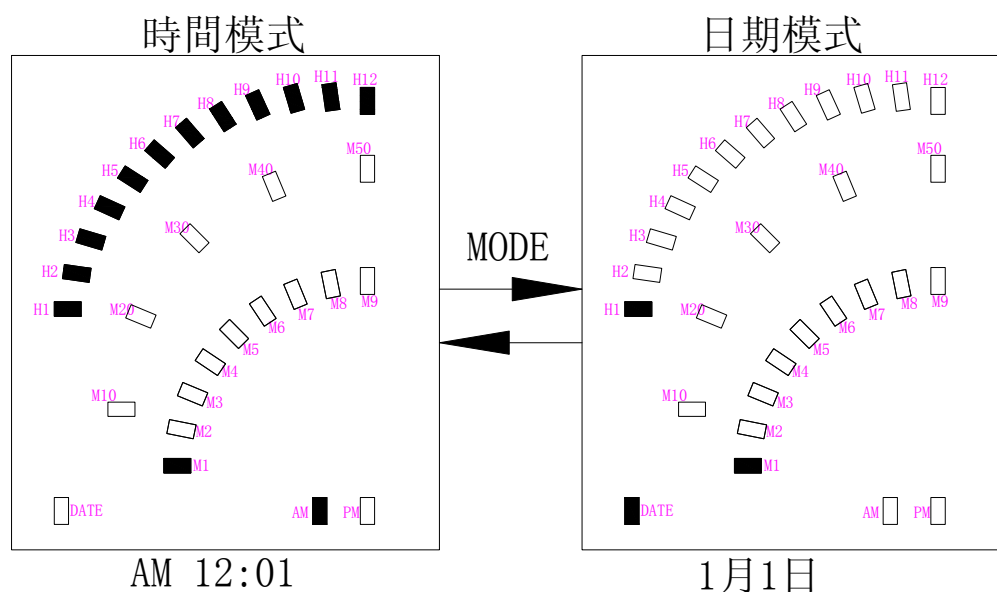 時間模式
H1
H2
H3
H4
H5
H6
H7
H8
H9
H10
H11
H12
M10
M20
M30
M40
M50
M1
M2
M3
M4
M5
M6
M7
M8
M9
DATE
AM
PM
AM 12:01
MODE
日期模式
H1
H2
H3
H4
H5
H6
H7
H8
H9
H10
H11
H12
M10
M20
M30
M40
M50
M1
M2
M3
M4
M5
M6
M7
M8
M9
DATE
AM
PM
1月1日